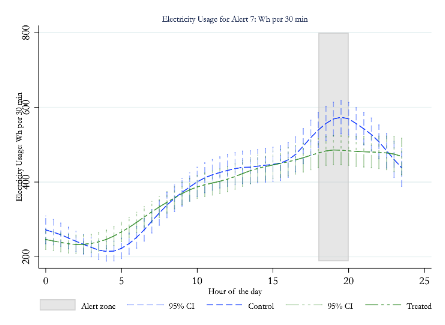 Electricity Usage for Alert 7: Wh per 30 min
800
600
400
200
Electricity Usage: Wh per 30 min
0 5 10 15 20 25
Hour of the day
Alert zone 95% CI Control 95% CI Treated